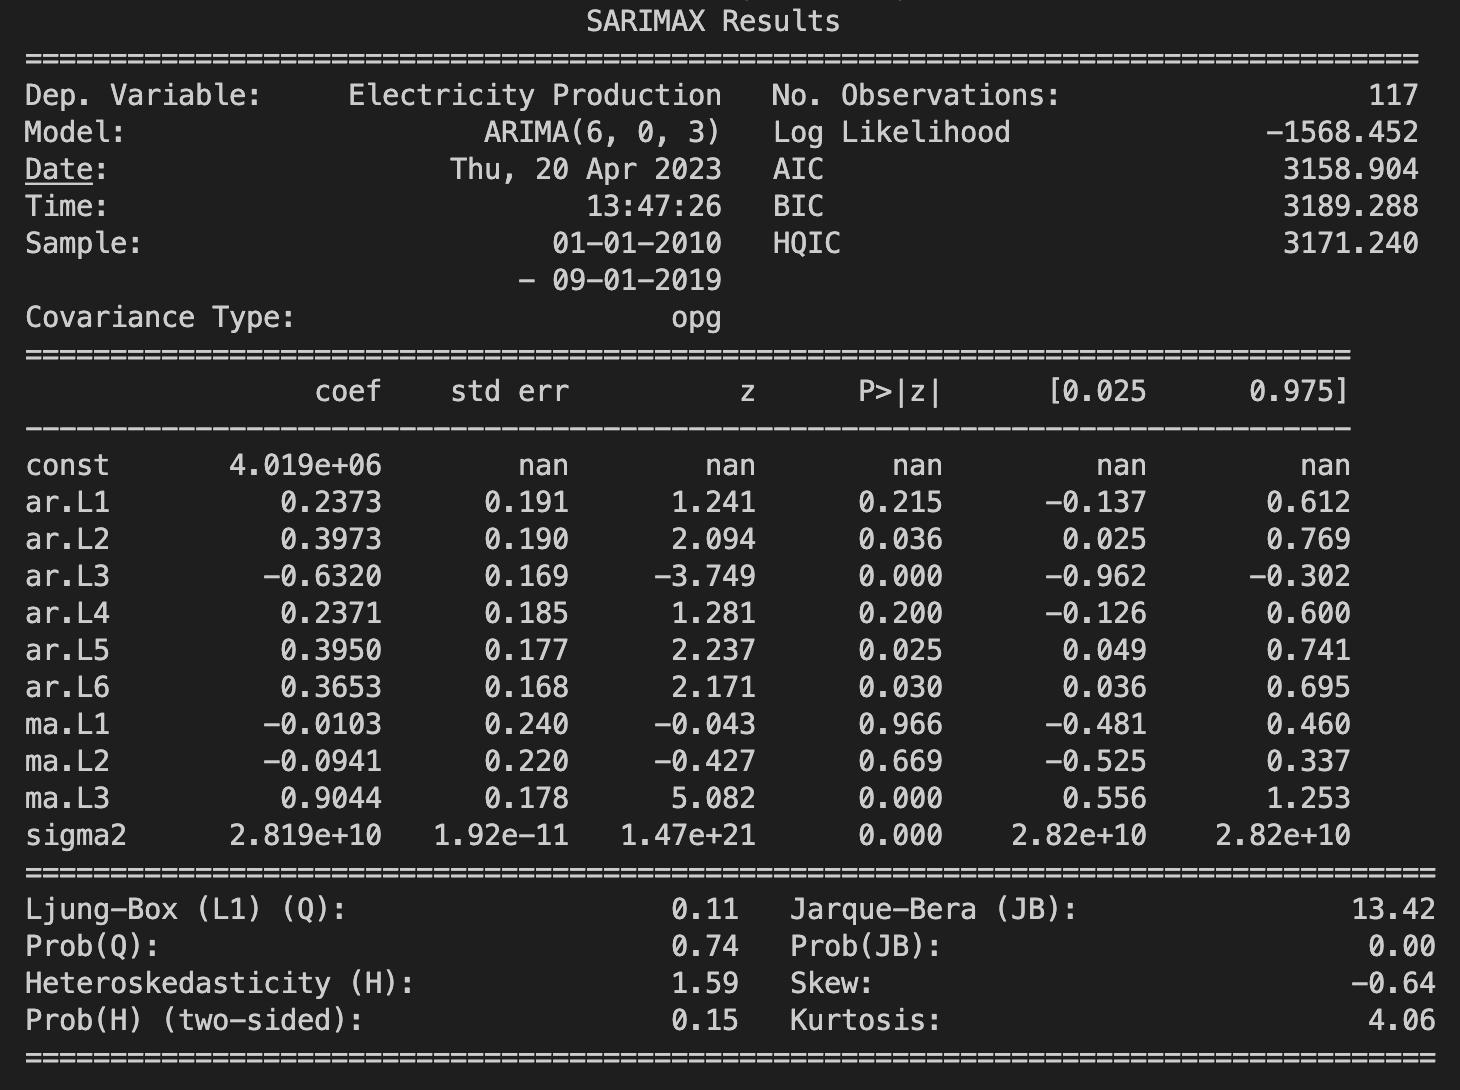 SARIMAX Results
==================================================================================
Dep. Variable: Electricity Production No. Observations: 117
Model: ARIMA(6, 0, 3) Log Likelihood -1568.452
Date: Thu, 20 Apr 2023 AIC 3158.904
Time: 13:47:26 BIC 3189.288
Sample: 01-01-2010 HQIC 3171.240
- 09-01-2019
Covariance Type: opg
==============================================================================
coef std err z P>|z| [0.025 0.975]
------------------------------------------------------------------------------
const 4.019e+06 nan nan nan nan nan
ar.L1 0.2373 0.191 1.241 0.215 -0.137 0.612
ar.L2 0.3973 0.190 2.094 0.036 0.025 0.769
ar.L3 -0.6320 0.169 -3.749 0.000 -0.962 -0.302
ar.L4 0.2371 0.185 1.281 0.200 -0.126 0.600
ar.L5 0.3950 0.177 2.237 0.025 0.049 0.741
ar.L6 0.3653 0.168 2.171 0.030 0.036 0.695
ma.L1 -0.0103 0.240 -0.043 0.966 -0.481 0.460
ma.L2 -0.0941 0.220 -0.427 0.669 -0.525 0.337
ma.L3 0.9044 0.178 5.082 0.000 0.556 1.253
sigma2 2.819e+10 1.92e-11 1.47e+21 0.000 2.82e+10 2.82e+10
===================================================================================
Ljung-Box (L1) (Q): 0.11 Jarque-Bera (JB): 13.42
Prob(Q): 0.74 Prob(JB): 0.00
Heteroskedasticity (H): 1.59 Skew: -0.64
Prob(H) (two-sided): 0.15 Kurtosis: 4.06
===================================================================================